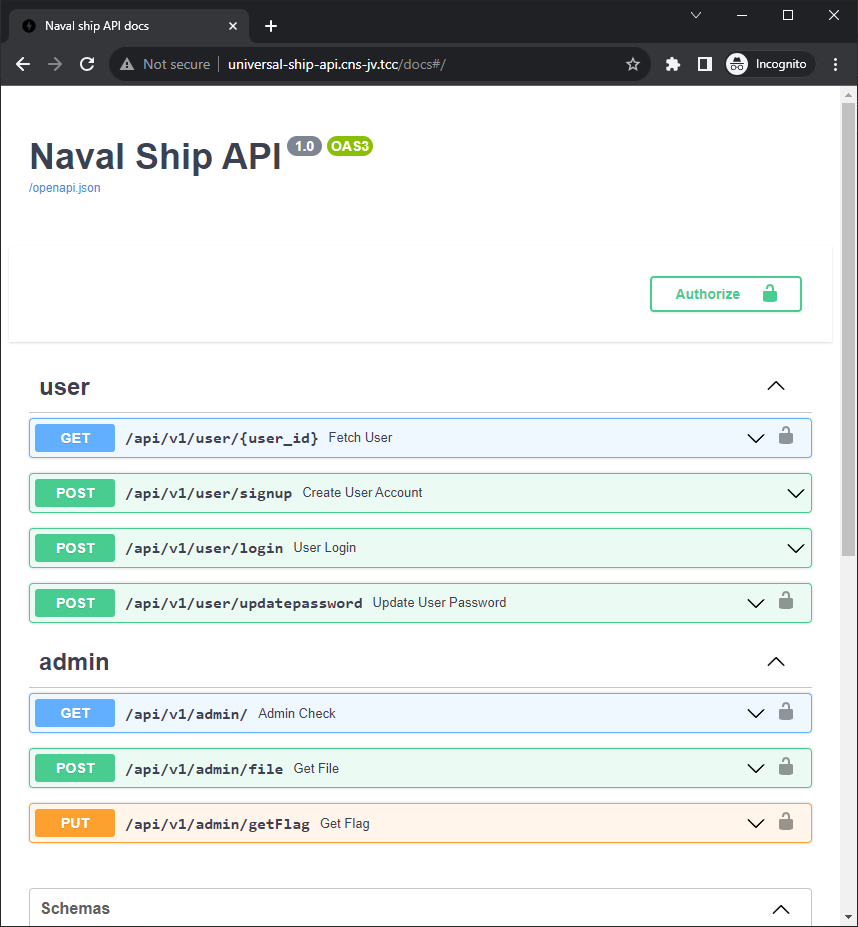 Naval ship API docs
Not secure universal-ship-api.cns-jv.tcc/docs#/ Incognito
Naval Ship API 1.0 OAS3
/openapi.json
Authorize
user
GET /api/v1/user/{user_id} Fetch User
POST /api/v1/user/signup Create User Account
POST /api/v1/user/login User Login
POST /api/v1/user/updatepassword Update User Password
admin
GET /api/v1/admin/ Admin Check
POST /api/v1/admin/file Get File
PUT /api/v1/admin/getFlag Get Flag
Schemas